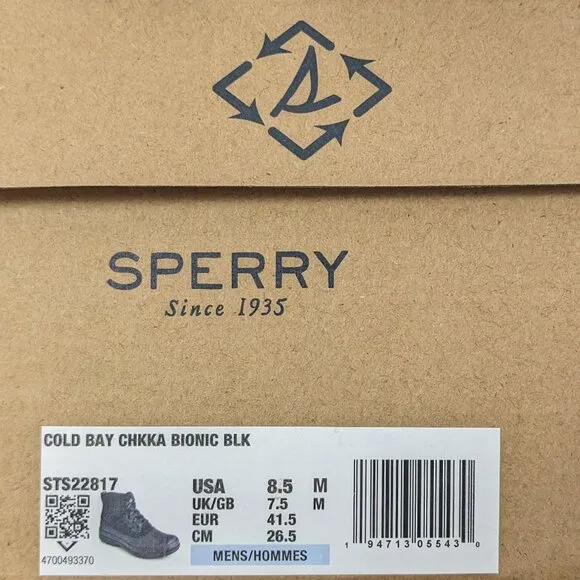 SPERRY
Since 1935
COLD BAY CHKKA BIONIC BLK
STS22817
USA 8.5 M
UK/GB 7.5 M
EUR 41.5
CM 26.5
MENS/HOMMES
4700493370
1 94713 05543 0